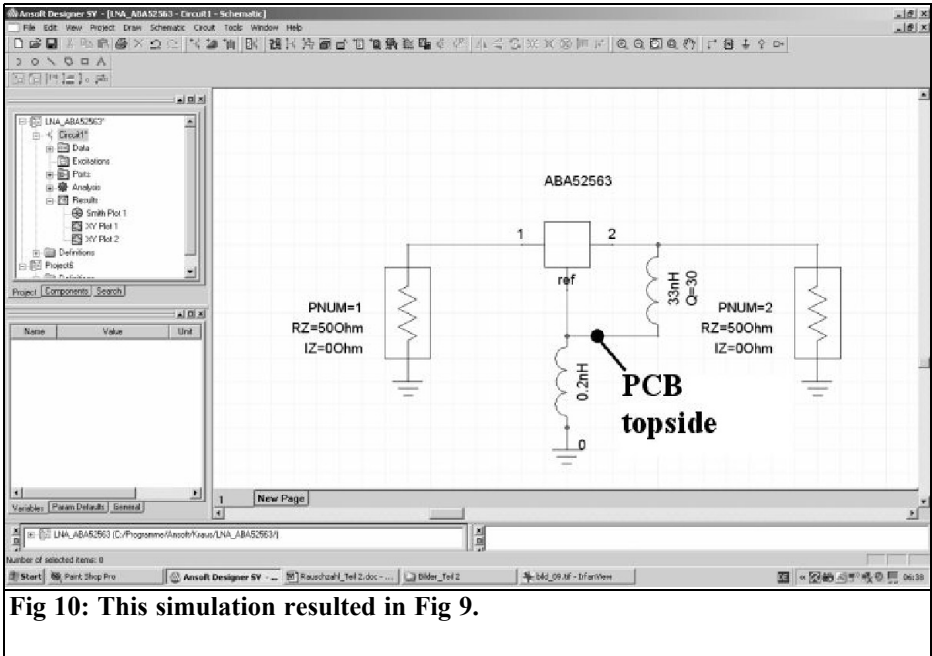 Ansoft Designer SV - [LNA_ABA52563 - Circuit1 - Schematic]
File Edit View Project Draw Schematic Circuit Tools Window Help
LNA_ABA52563*
Circuit1*
Data
Excitations
Ports
Analysis
Results
Smith Plot 1
XY Plot 1
XY Plot 2
Definitions
Project6
Definitions
Project Components Search
Name Value Unit
Variables Param Defaults General
ABA52563
1
2
ref
PNUM=1
RZ=50Ohm
IZ=0Ohm
33nH
Q=30
PNUM=2
RZ=50Ohm
IZ=0Ohm
0.2nH
0
PCB
topside
1 New Page
LNA_ABA52563 (C:/Programme/Ansoft/Kraus/LNA_ABA52563/)
Number of selected items: 0
Start Paint Shop Pro Ansoft Designer SV - ... Rauschzahl_Teil 2.doc - ... Bilder_Teil 2 bild_09.tif - IrfanView 06:38
Fig 10: This simulation resulted in Fig 9.